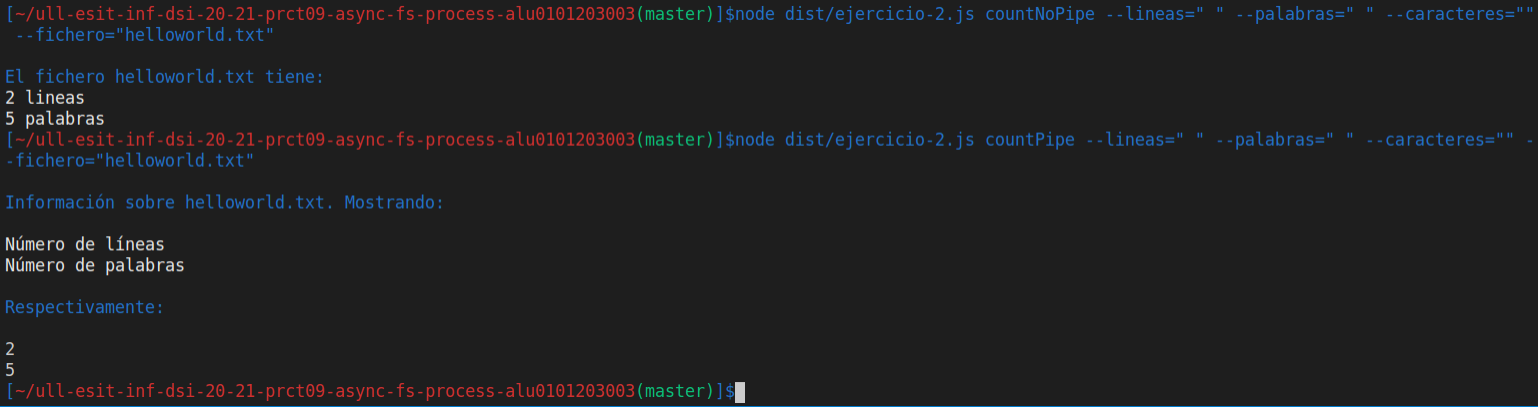 [~/ull-esit-inf-dsi-20-21-prct09-async-fs-process-alu0101203003(master)]$node dist/ejercicio-2.js countNoPipe --lineas=" " --palabras=" " --caracteres=""
--fichero="helloworld.txt"
El fichero helloworld.txt tiene:
2 lineas
5 palabras
[~/ull-esit-inf-dsi-20-21-prct09-async-fs-process-alu0101203003(master)]$node dist/ejercicio-2.js countPipe --lineas=" " --palabras=" " --caracteres="" -
-fichero="helloworld.txt"
Información sobre helloworld.txt. Mostrando:
Número de líneas
Número de palabras
Respectivamente:
2
5
[~/ull-esit-inf-dsi-20-21-prct09-async-fs-process-alu0101203003(master)]$